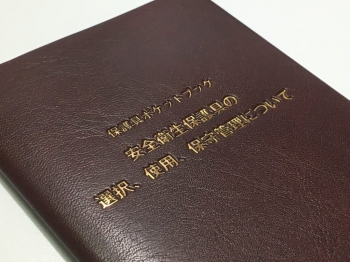 保護具ポケットブック
安全衛生保護具の
選択、使用、保守管理について